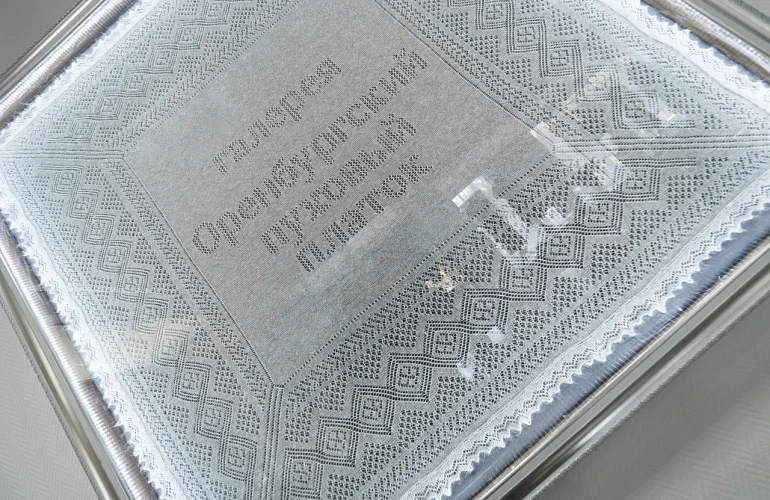 галерея
Оренбургский
пуховый
платок